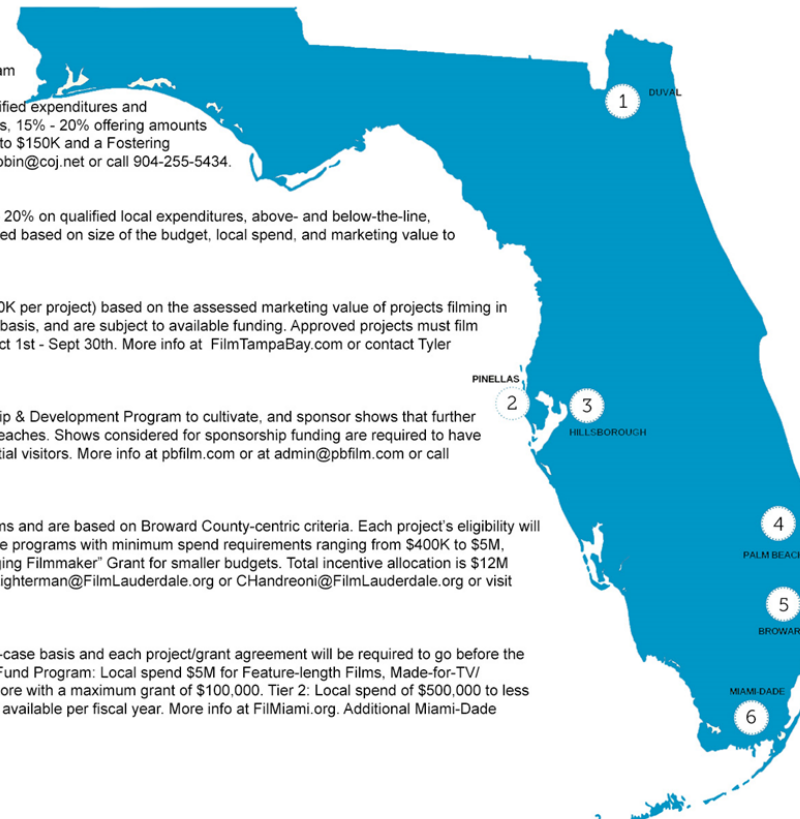 am
ified expenditures and
s, 15% - 20% offering amounts
to $150K and a Fostering
obin@coj.net or call 904-255-5434.
20% on qualified local expenditures, above- and below-the-line,
ed based on size of the budget, local spend, and marketing value to
0K per project) based on the assessed marketing value of projects filming in
basis, and are subject to available funding. Approved projects must film
ct 1st - Sept 30th. More info at FilmTampaBay.com or contact Tyler
ip & Development Program to cultivate, and sponsor shows that further
eaches. Shows considered for sponsorship funding are required to have
tial visitors. More info at pbfilm.com or at admin@pbfilm.com or call
ms and are based on Broward County-centric criteria. Each project's eligibility will
e programs with minimum spend requirements ranging from $400K to $5M,
ging Filmmaker" Grant for smaller budgets. Total incentive allocation is $12M
ighterman@FilmLauderdale.org or CHandreoni@FilmLauderdale.org or visit
-case basis and each project/grant agreement will be required to go before the
Fund Program: Local spend $5M for Feature-length Films, Made-for-TV/
ore with a maximum grant of $100,000. Tier 2: Local spend of $500,000 to less
available per fiscal year. More info at FilMiami.org. Additional Miami-Dade
1 DUVAL
PINELLAS
2
3
HILLSBOROUGH
4
PALM BEACH
5
BROWAR
MIAMI-DADE
6